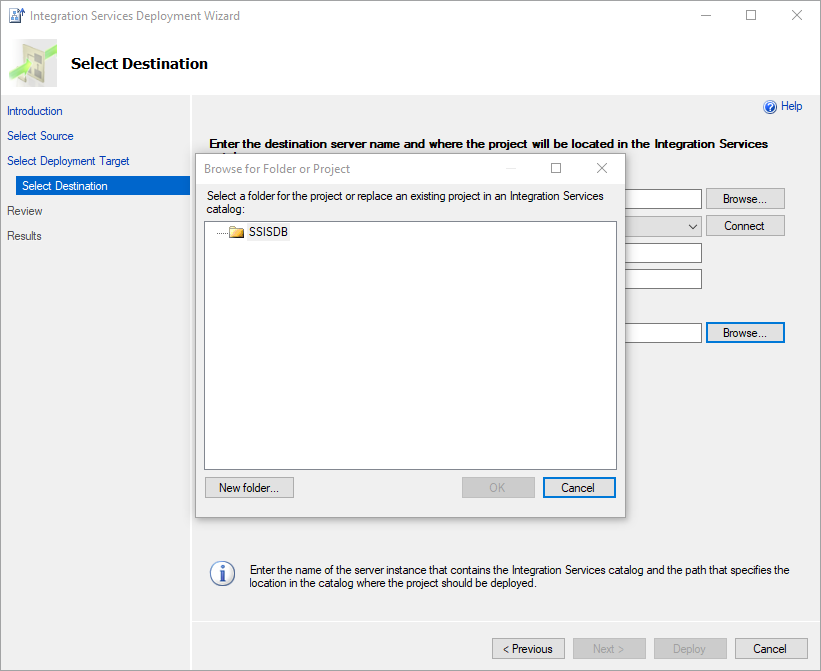 Integration Services Deployment Wizard
Select Destination
Introduction
Select Source
Select Deployment Target
Select Destination
Review
Results
Help
Enter the destination server name and where the project will be located in the Integration Services
Browse...
Connect
Browse...
Browse for Folder or Project
Select a folder for the project or replace an existing project in an Integration Services
catalog:
SSISDB
New folder...
OK
Cancel
Enter the name of the server instance that contains the Integration Services catalog and the path that specifies the
location in the catalog where the project should be deployed.
< Previous
Next >
Deploy
Cancel